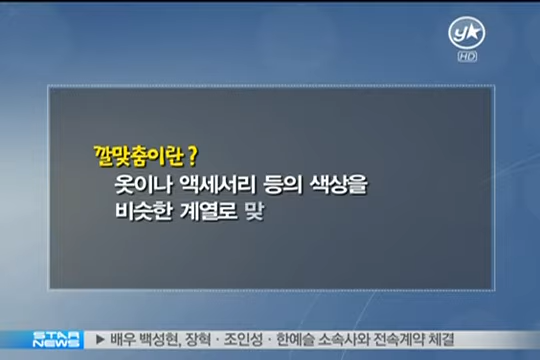 y★
HD
깔맞춤이란?
옷이나 액세서리 등의 색상을
비슷한 계열로 맞
STAR NEWS
▶ 배우 백성현, 장혁·조인성·한예슬 소속사와 전속계약 체결